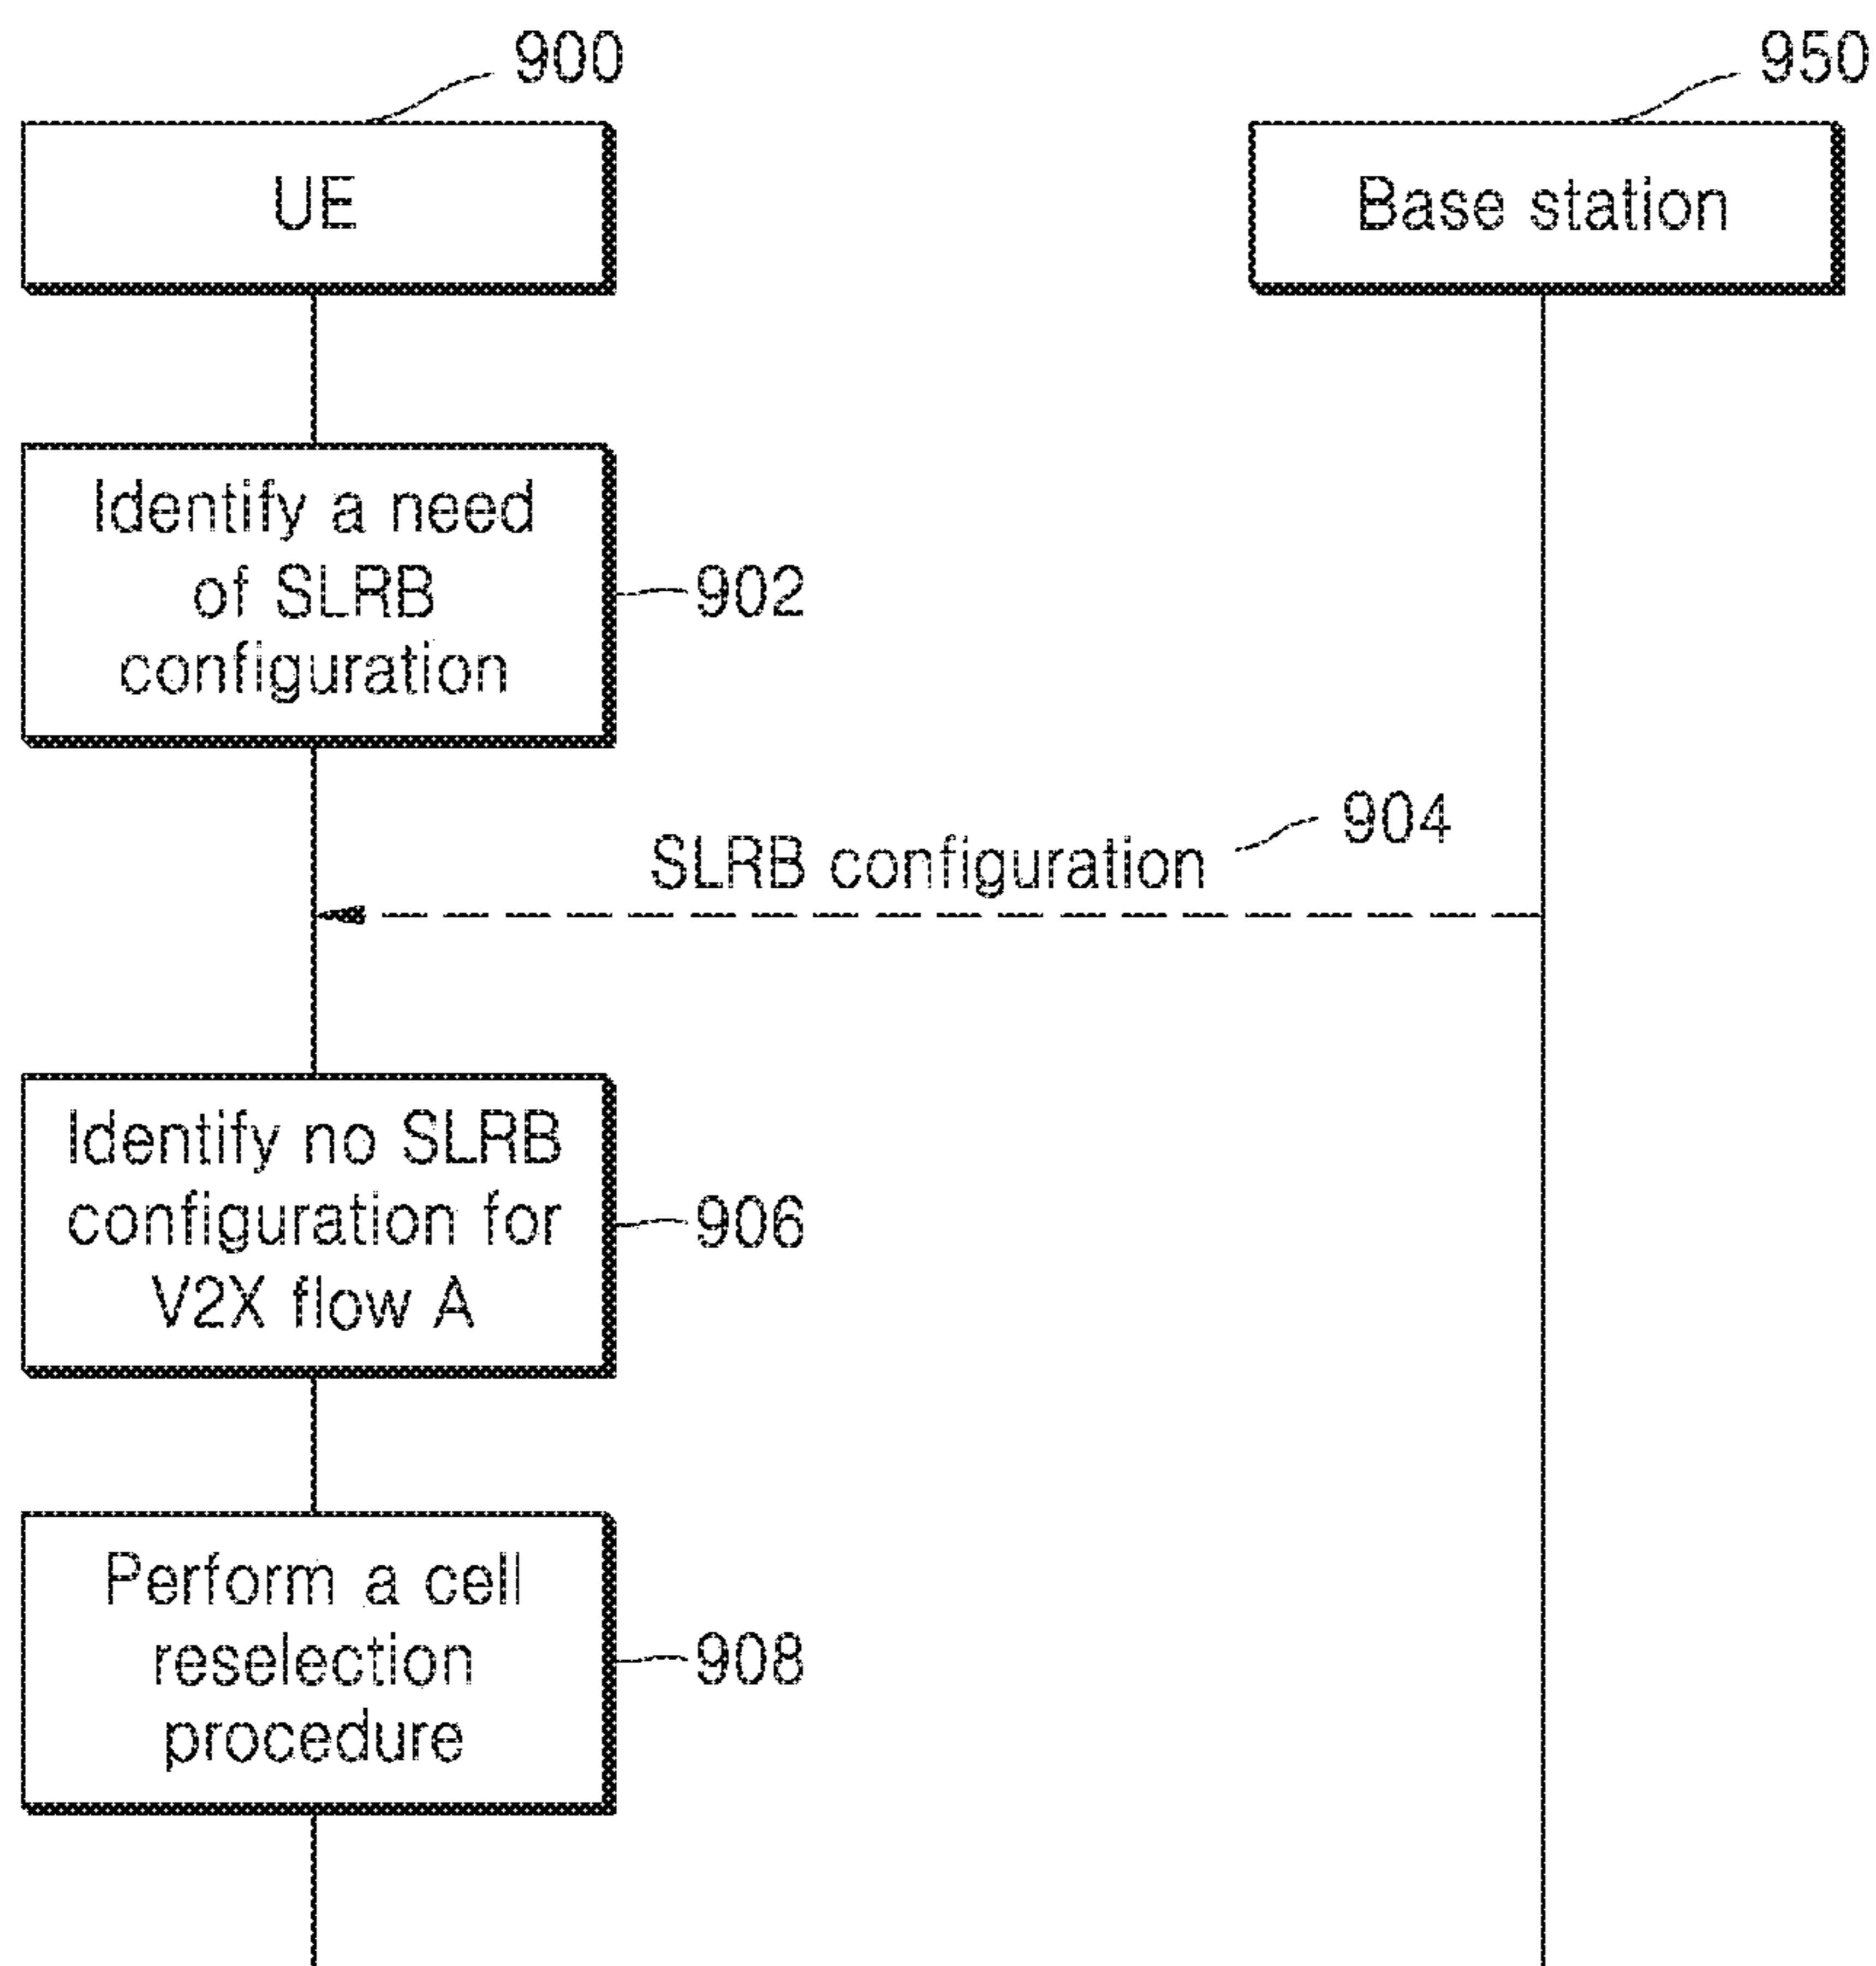 900
950
UE
Base station
Identify a need
of SLRB
configuration
902
904
SLRB configuration
Identify no SLRB
configuration for
V2X flow A
906
Perform a cell
reselection
procedure
908